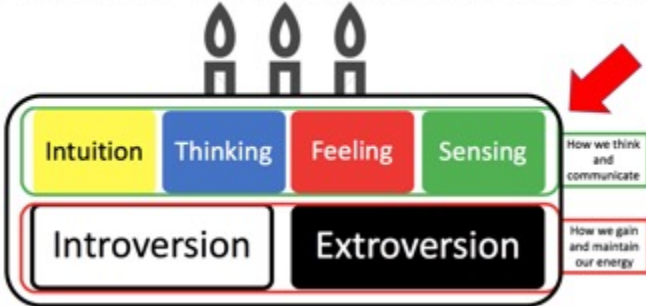 Intuition Thinking Feeling Sensing
How we think
and
communicate
Introversion Extroversion
How we gain
and maintain
our energy